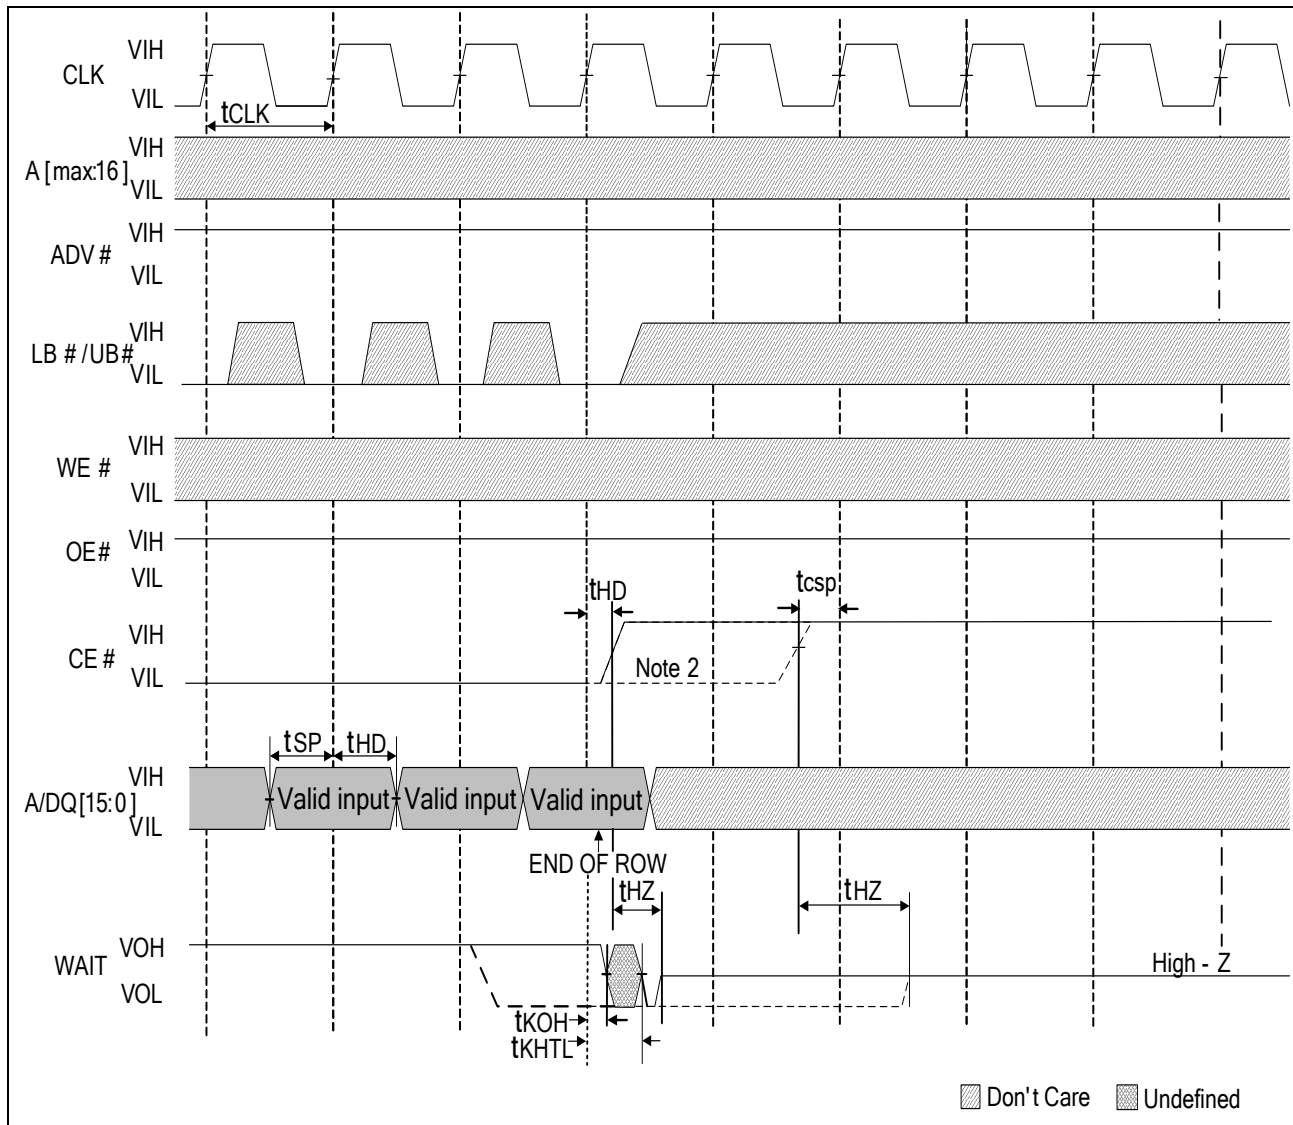 VIH
CLK
VIL
tCLK
VIH
A [max:16]
VIL
VIH
ADV #
VIL
VIH
LB # /UB#
VIL
VIH
WE #
VIL
VIH
OE#
VIL
tHD
tcsp
VIH
CE #
Note 2
VIL
tSP
tHD
VIH
A/DQ[15:0]
Valid input
Valid input
Valid input
VIL
END OF ROW
tHZ
tHZ
VOH
WAIT
High - Z
VOL
tKOH
tKHTL
Don't Care
Undefined